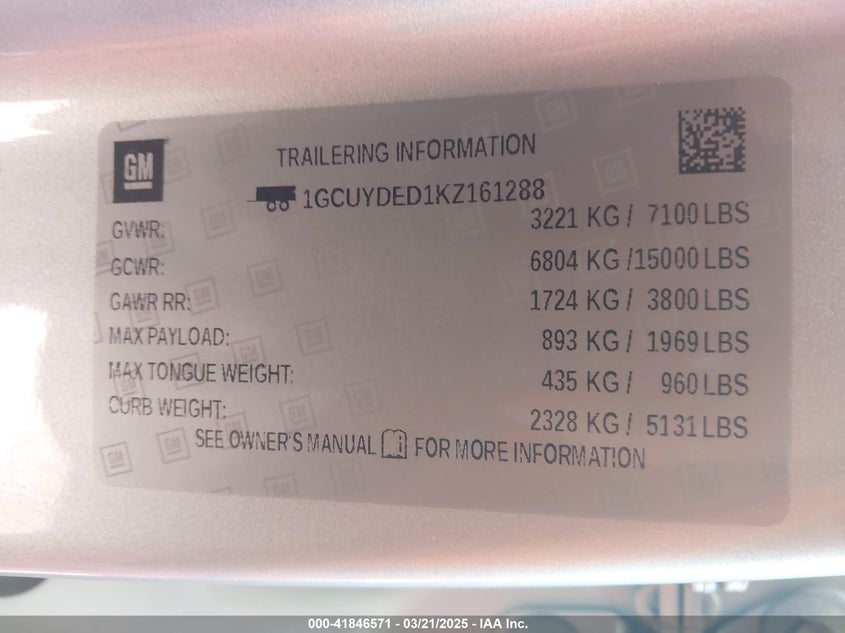 GM
TRAILERING INFORMATION
1GCUYDED1KZ161288
GVWR: 3221 KG / 7100 LBS
GCWR: 6804 KG /15000 LBS
GAWR RR: 1724 KG / 3800 LBS
MAX PAYLOAD: 893 KG / 1969 LBS
MAX TONGUE WEIGHT: 435 KG / 960 LBS
CURB WEIGHT: 2328 KG / 5131 LBS
SEE OWNER'S MANUAL FOR MORE INFORMATION
000-41846571 — 03/21/2025 — IAA Inc.